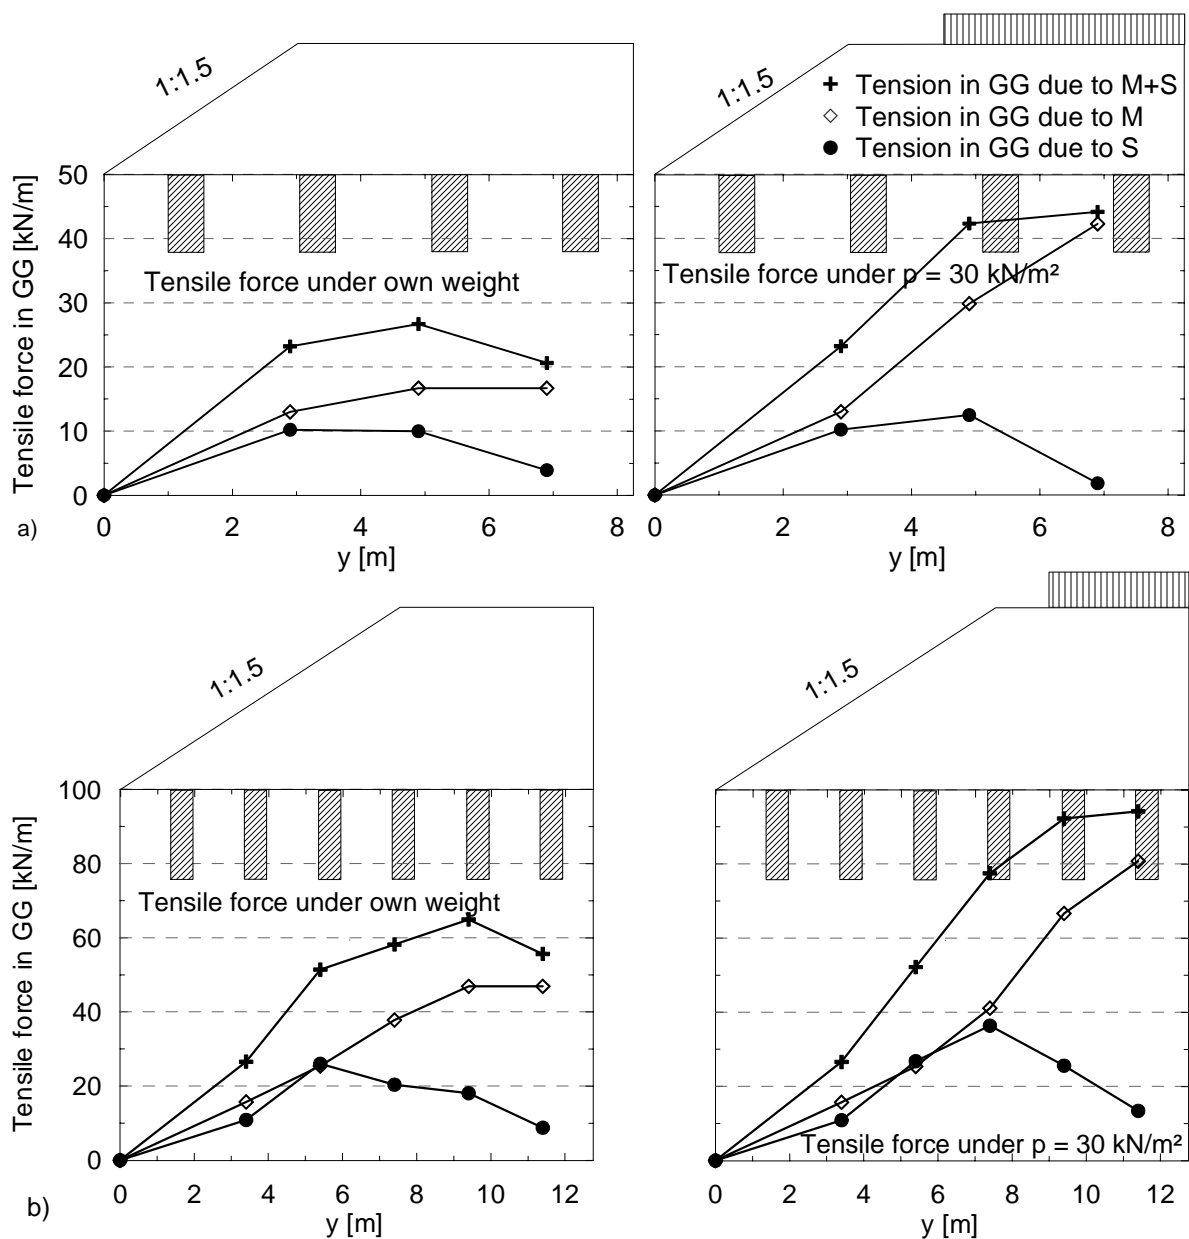 1:1.5
1:1.5
Tension in GG due to M+S
Tension in GG due to M
Tension in GG due to S
Tensile force in GG [kN/m]
50
40
30
20
10
0
Tensile force under own weight
Tensile force under p = 30 kN/m²
a)
0 2 4 6 8
y [m]
0 2 4 6 8
y [m]
1:1.5
1:1.5
Tensile force in GG [kN/m]
100
80
60
40
20
0
Tensile force under own weight
Tensile force under p = 30 kN/m²
b)
0 2 4 6 8 10 12
y [m]
0 2 4 6 8 10 12
y [m]